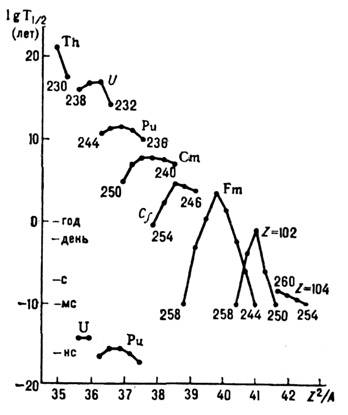 lg T₁/₂
(лет)
20
Th
230
238
U
232
10
244
Pu
236
250
Cm
240
246
Cf
254
Fm
0
год
день
Z=102
с
260
Z=104
-10
мс
258
258
244
250
254
U
Pu
нс
-20
35 36 37 38 39 40 41 42 Z²/A